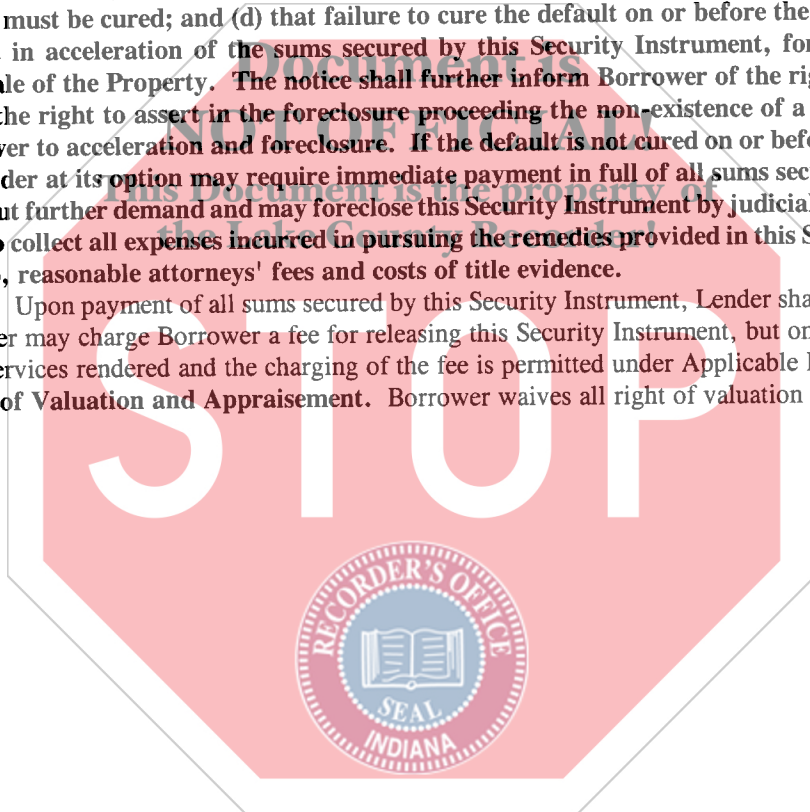 must be cured; and (d) that failure to cure the default on or before the
in acceleration of the sums secured by this Security Instrument, for
le of the Property. The notice shall further inform Borrower of the ri
the right to assert in the foreclosure proceeding the non-existence of a
er to acceleration and foreclosure. If the default is not cured on or bef
der at its option may require immediate payment in full of all sums sec
ut further demand and may foreclose this Security Instrument by judicial
collect all expenses incurred in pursuing the remedies provided in this S
, reasonable attorneys' fees and costs of title evidence.
Upon payment of all sums secured by this Security Instrument, Lender sha
er may charge Borrower a fee for releasing this Security Instrument, but on
ervices rendered and the charging of the fee is permitted under Applicable
of Valuation and Appraisement. Borrower waives all right of valuation
Document is
NOT OFFICIAL
This Document is the property of
the Lake County Recorder!
STOP
RECORDER'S OFFICE
SEAL
INDIANA